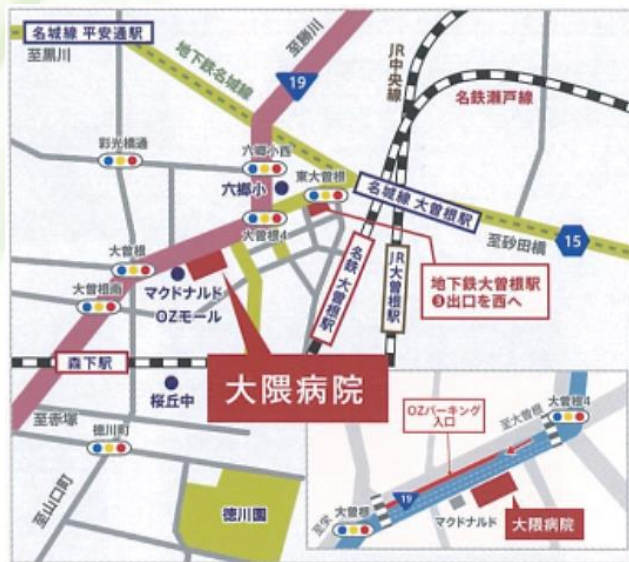 名城線 平安通駅
至黒川
地下鉄名城線
至勝川
19
JR中央線
名鉄瀬戸線
彩光橋通
六郷小西
六郷小
東大曽根
名城線 大曽根駅
大曽根4
至砂田橋
15
大曽根
大曽根南
マクドナルド
OZモール
名鉄 大曽根駅
JR大曽根駅
地下鉄大曽根駅
❸出口を西へ
森下駅
桜丘中
大隈病院
至赤塚
徳川町
至山口町
徳川園
OZパーキング
入口
至大曽根
大曽根4
19
大曽根
至栄
マクドナルド
大隈病院